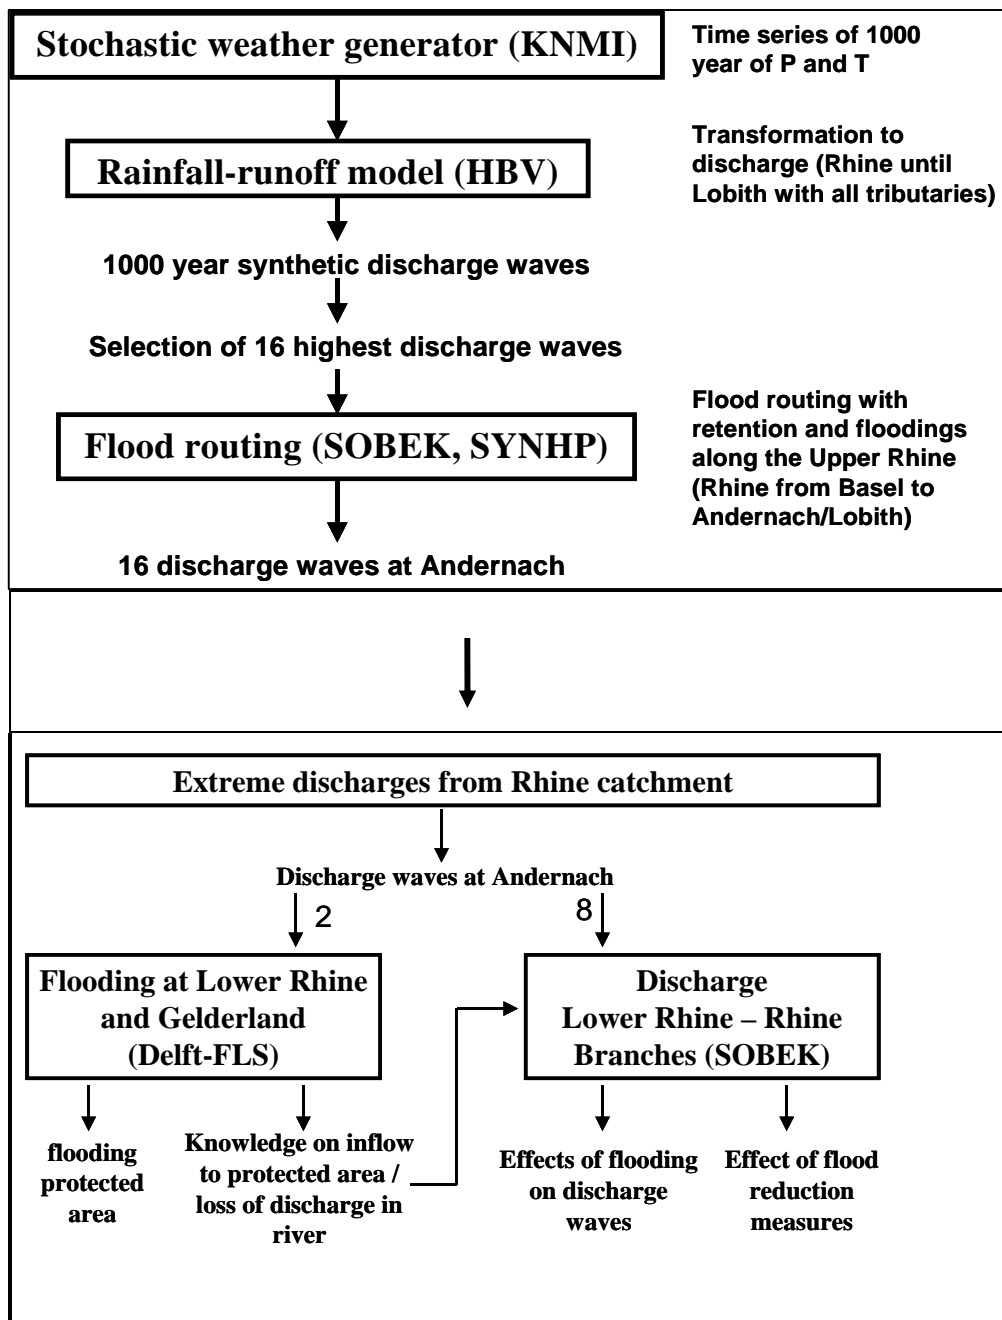 Stochastic weather generator (KNMI)
Time series of 1000
year of P and T
Rainfall-runoff model (HBV)
Transformation to
discharge (Rhine until
Lobith with all tributaries)
1000 year synthetic discharge waves
Selection of 16 highest discharge waves
Flood routing (SOBEK, SYNHP)
Flood routing with
retention and floodings
along the Upper Rhine
(Rhine from Basel to
Andernach/Lobith)
16 discharge waves at Andernach
Extreme discharges from Rhine catchment
Discharge waves at Andernach
2
8
Flooding at Lower Rhine
and Gelderland
(Delft-FLS)
Discharge
Lower Rhine – Rhine
Branches (SOBEK)
flooding
protected
area
Knowledge on inflow
to protected area /
loss of discharge in
river
Effects of flooding
on discharge
waves
Effect of flood
reduction
measures